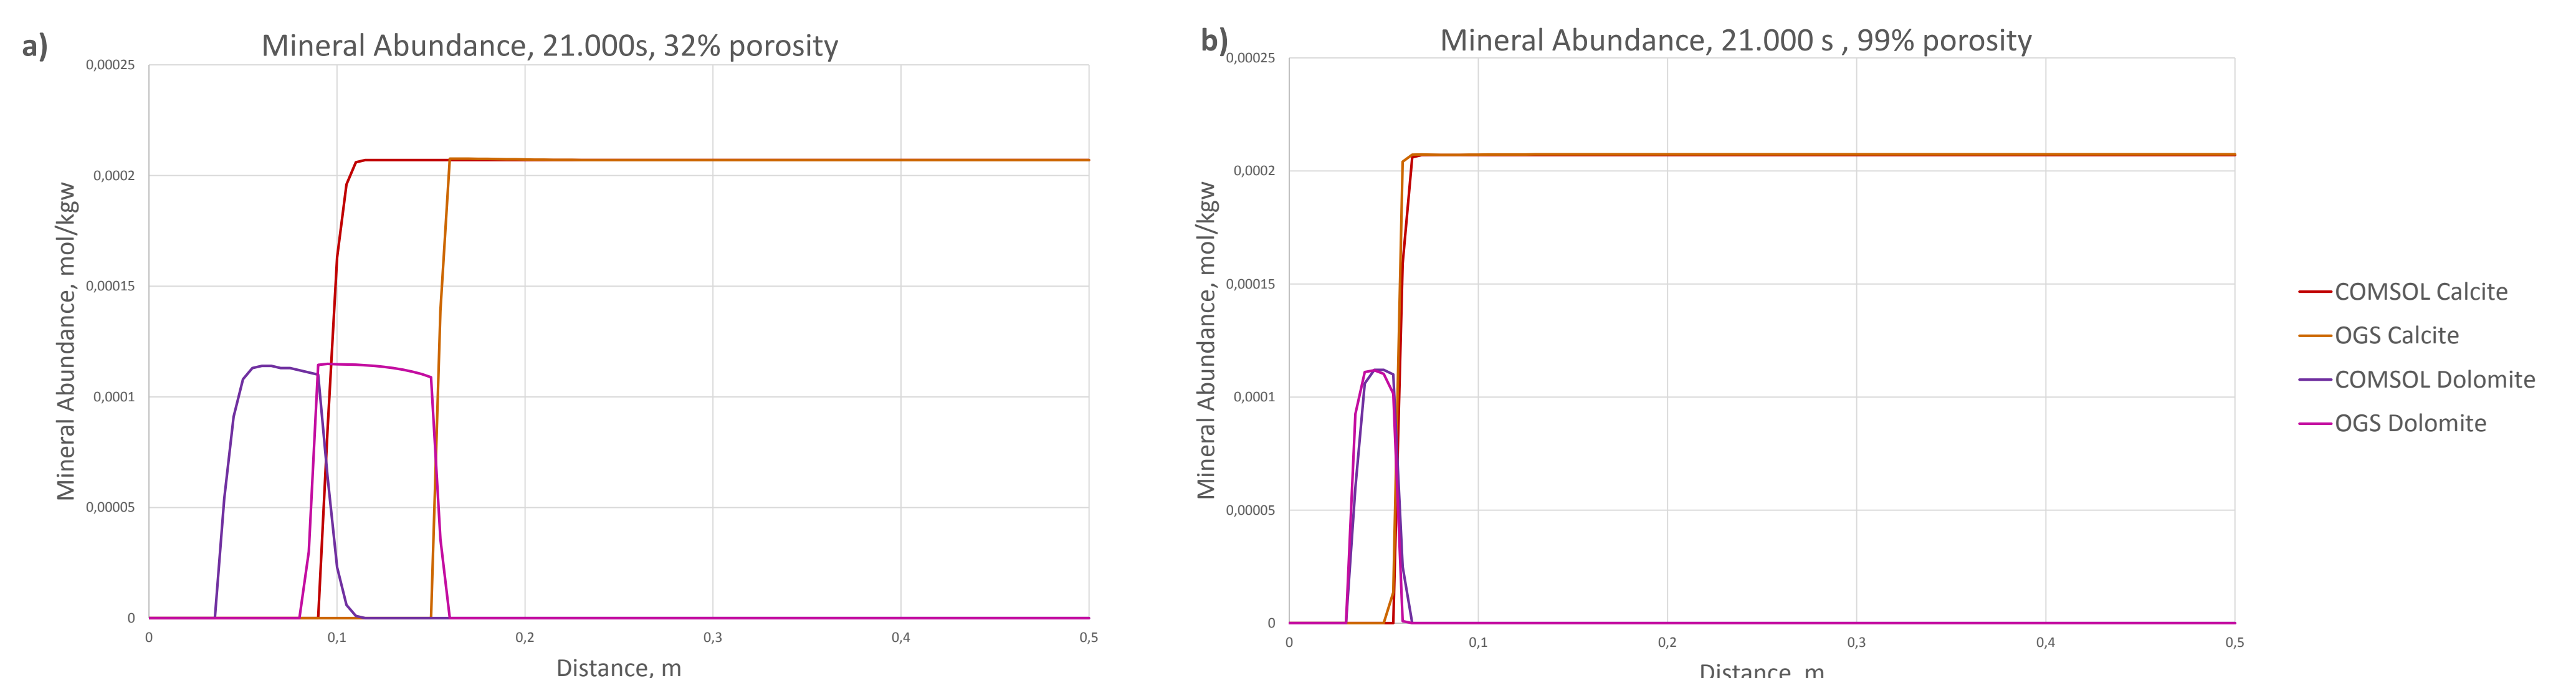 a)
Mineral Abundance, 21.000s, 32% porosity
Mineral Abundance, mol/kgw
0,00025
0,0002
0,00015
0,0001
0,00005
0
0
0,1
0,2
0,3
0,4
0,5
Distance, m
b)
Mineral Abundance, 21.000 s , 99% porosity
Mineral Abundance, mol/kgw
0,00025
0,0002
0,00015
0,0001
0,00005
0
0
0,1
0,2
0,3
0,4
0,5
Distance, m
COMSOL Calcite
OGS Calcite
COMSOL Dolomite
OGS Dolomite